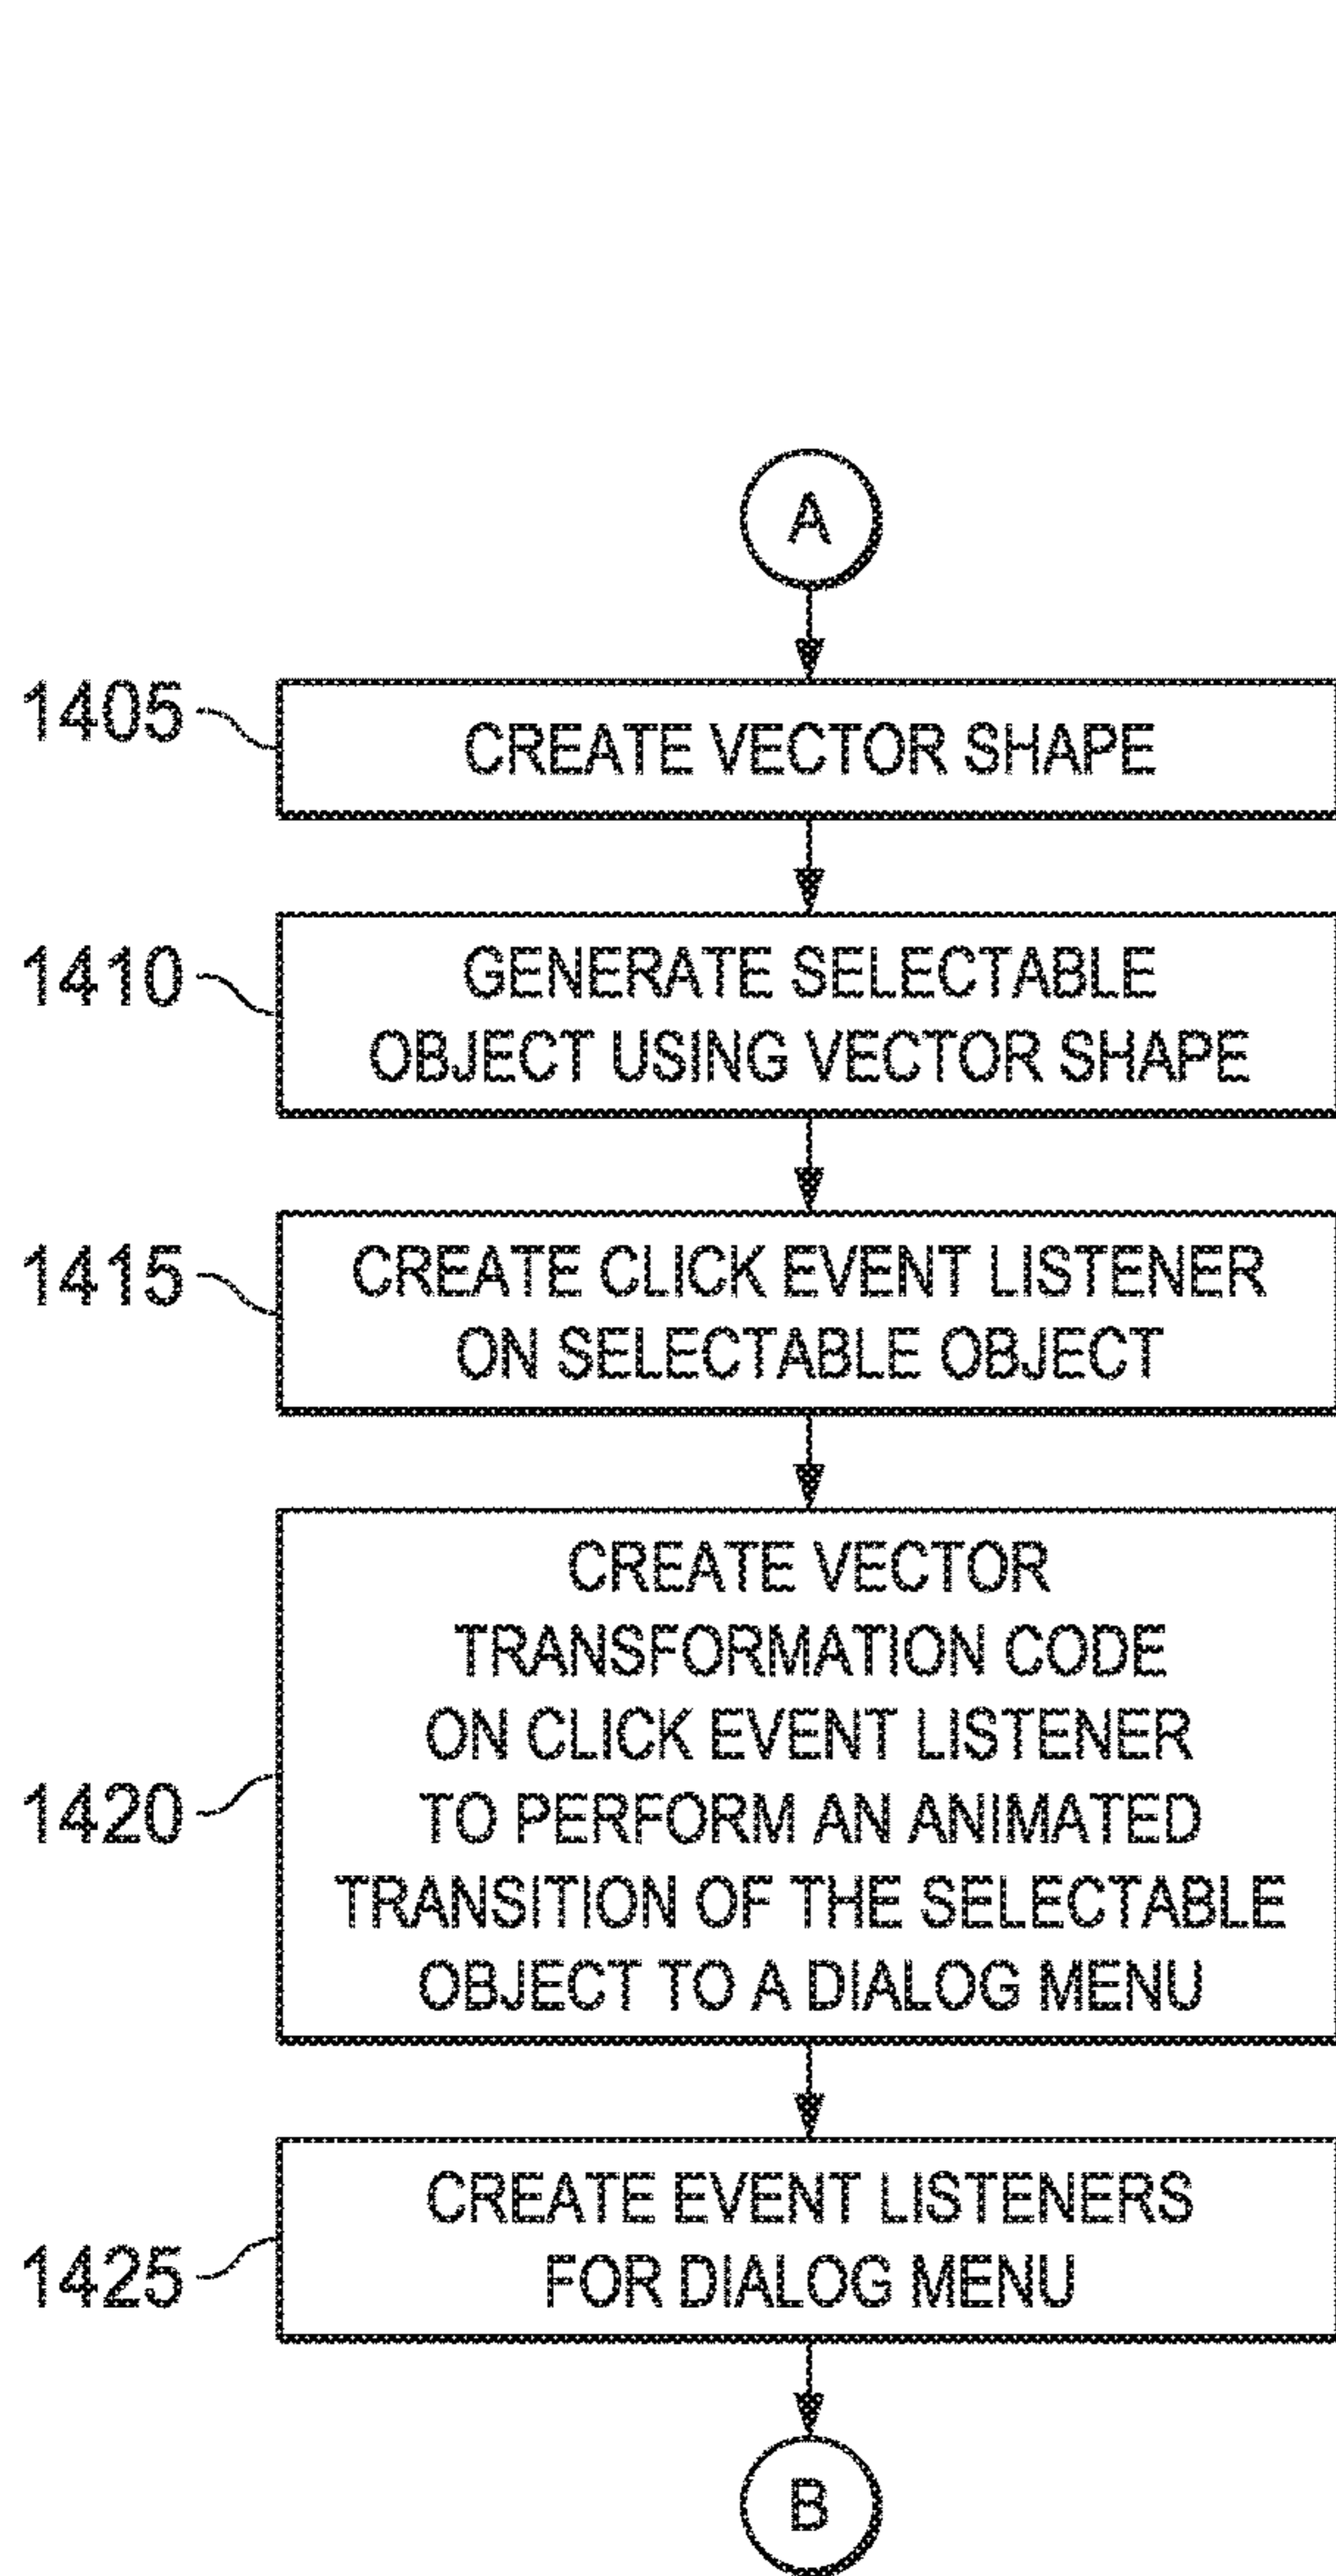 A
1405
CREATE VECTOR SHAPE
1410
GENERATE SELECTABLE
OBJECT USING VECTOR SHAPE
1415
CREATE CLICK EVENT LISTENER
ON SELECTABLE OBJECT
1420
CREATE VECTOR
TRANSFORMATION CODE
ON CLICK EVENT LISTENER
TO PERFORM AN ANIMATED
TRANSITION OF THE SELECTABLE
OBJECT TO A DIALOG MENU
1425
CREATE EVENT LISTENERS
FOR DIALOG MENU
B